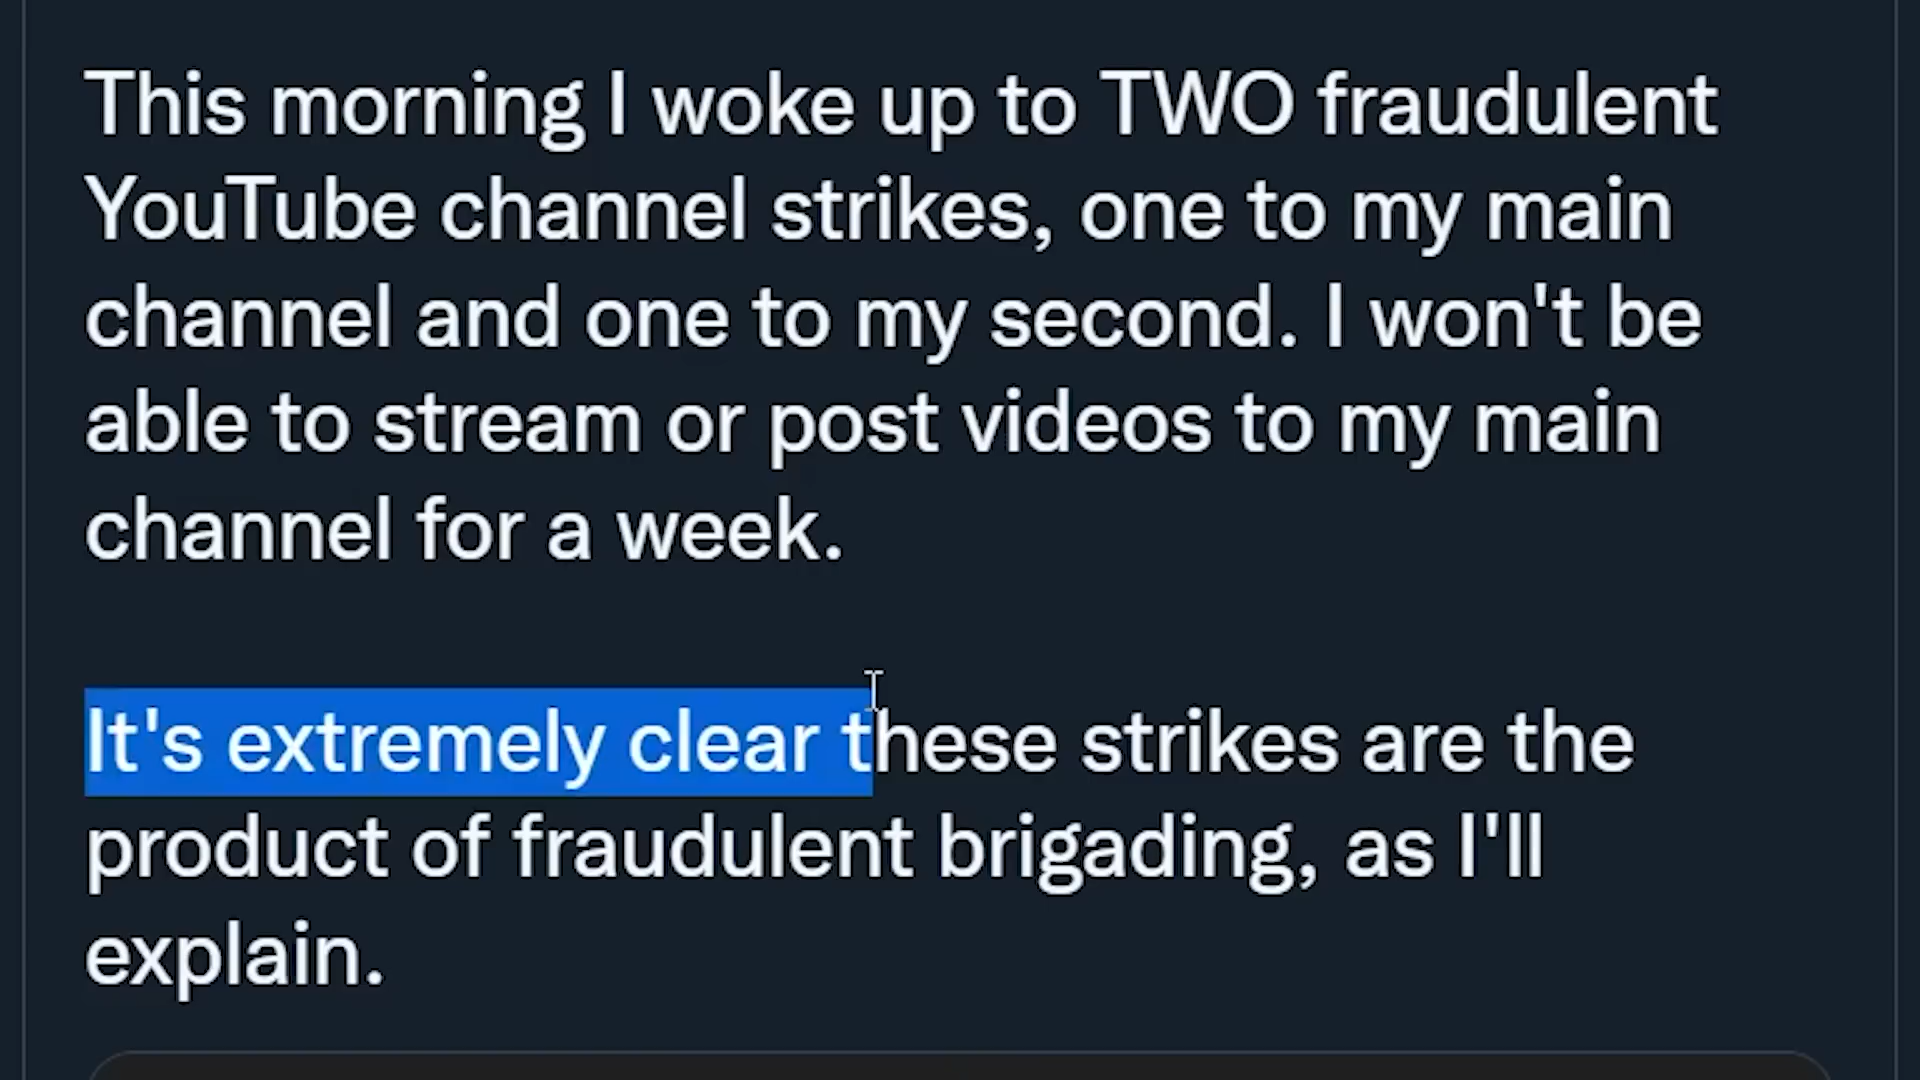 This morning I woke up to TWO fraudulent
YouTube channel strikes, one to my main
channel and one to my second. I won't be
able to stream or post videos to my main
channel for a week.
It's extremely clear these strikes are the
product of fraudulent brigading, as I'll
explain.